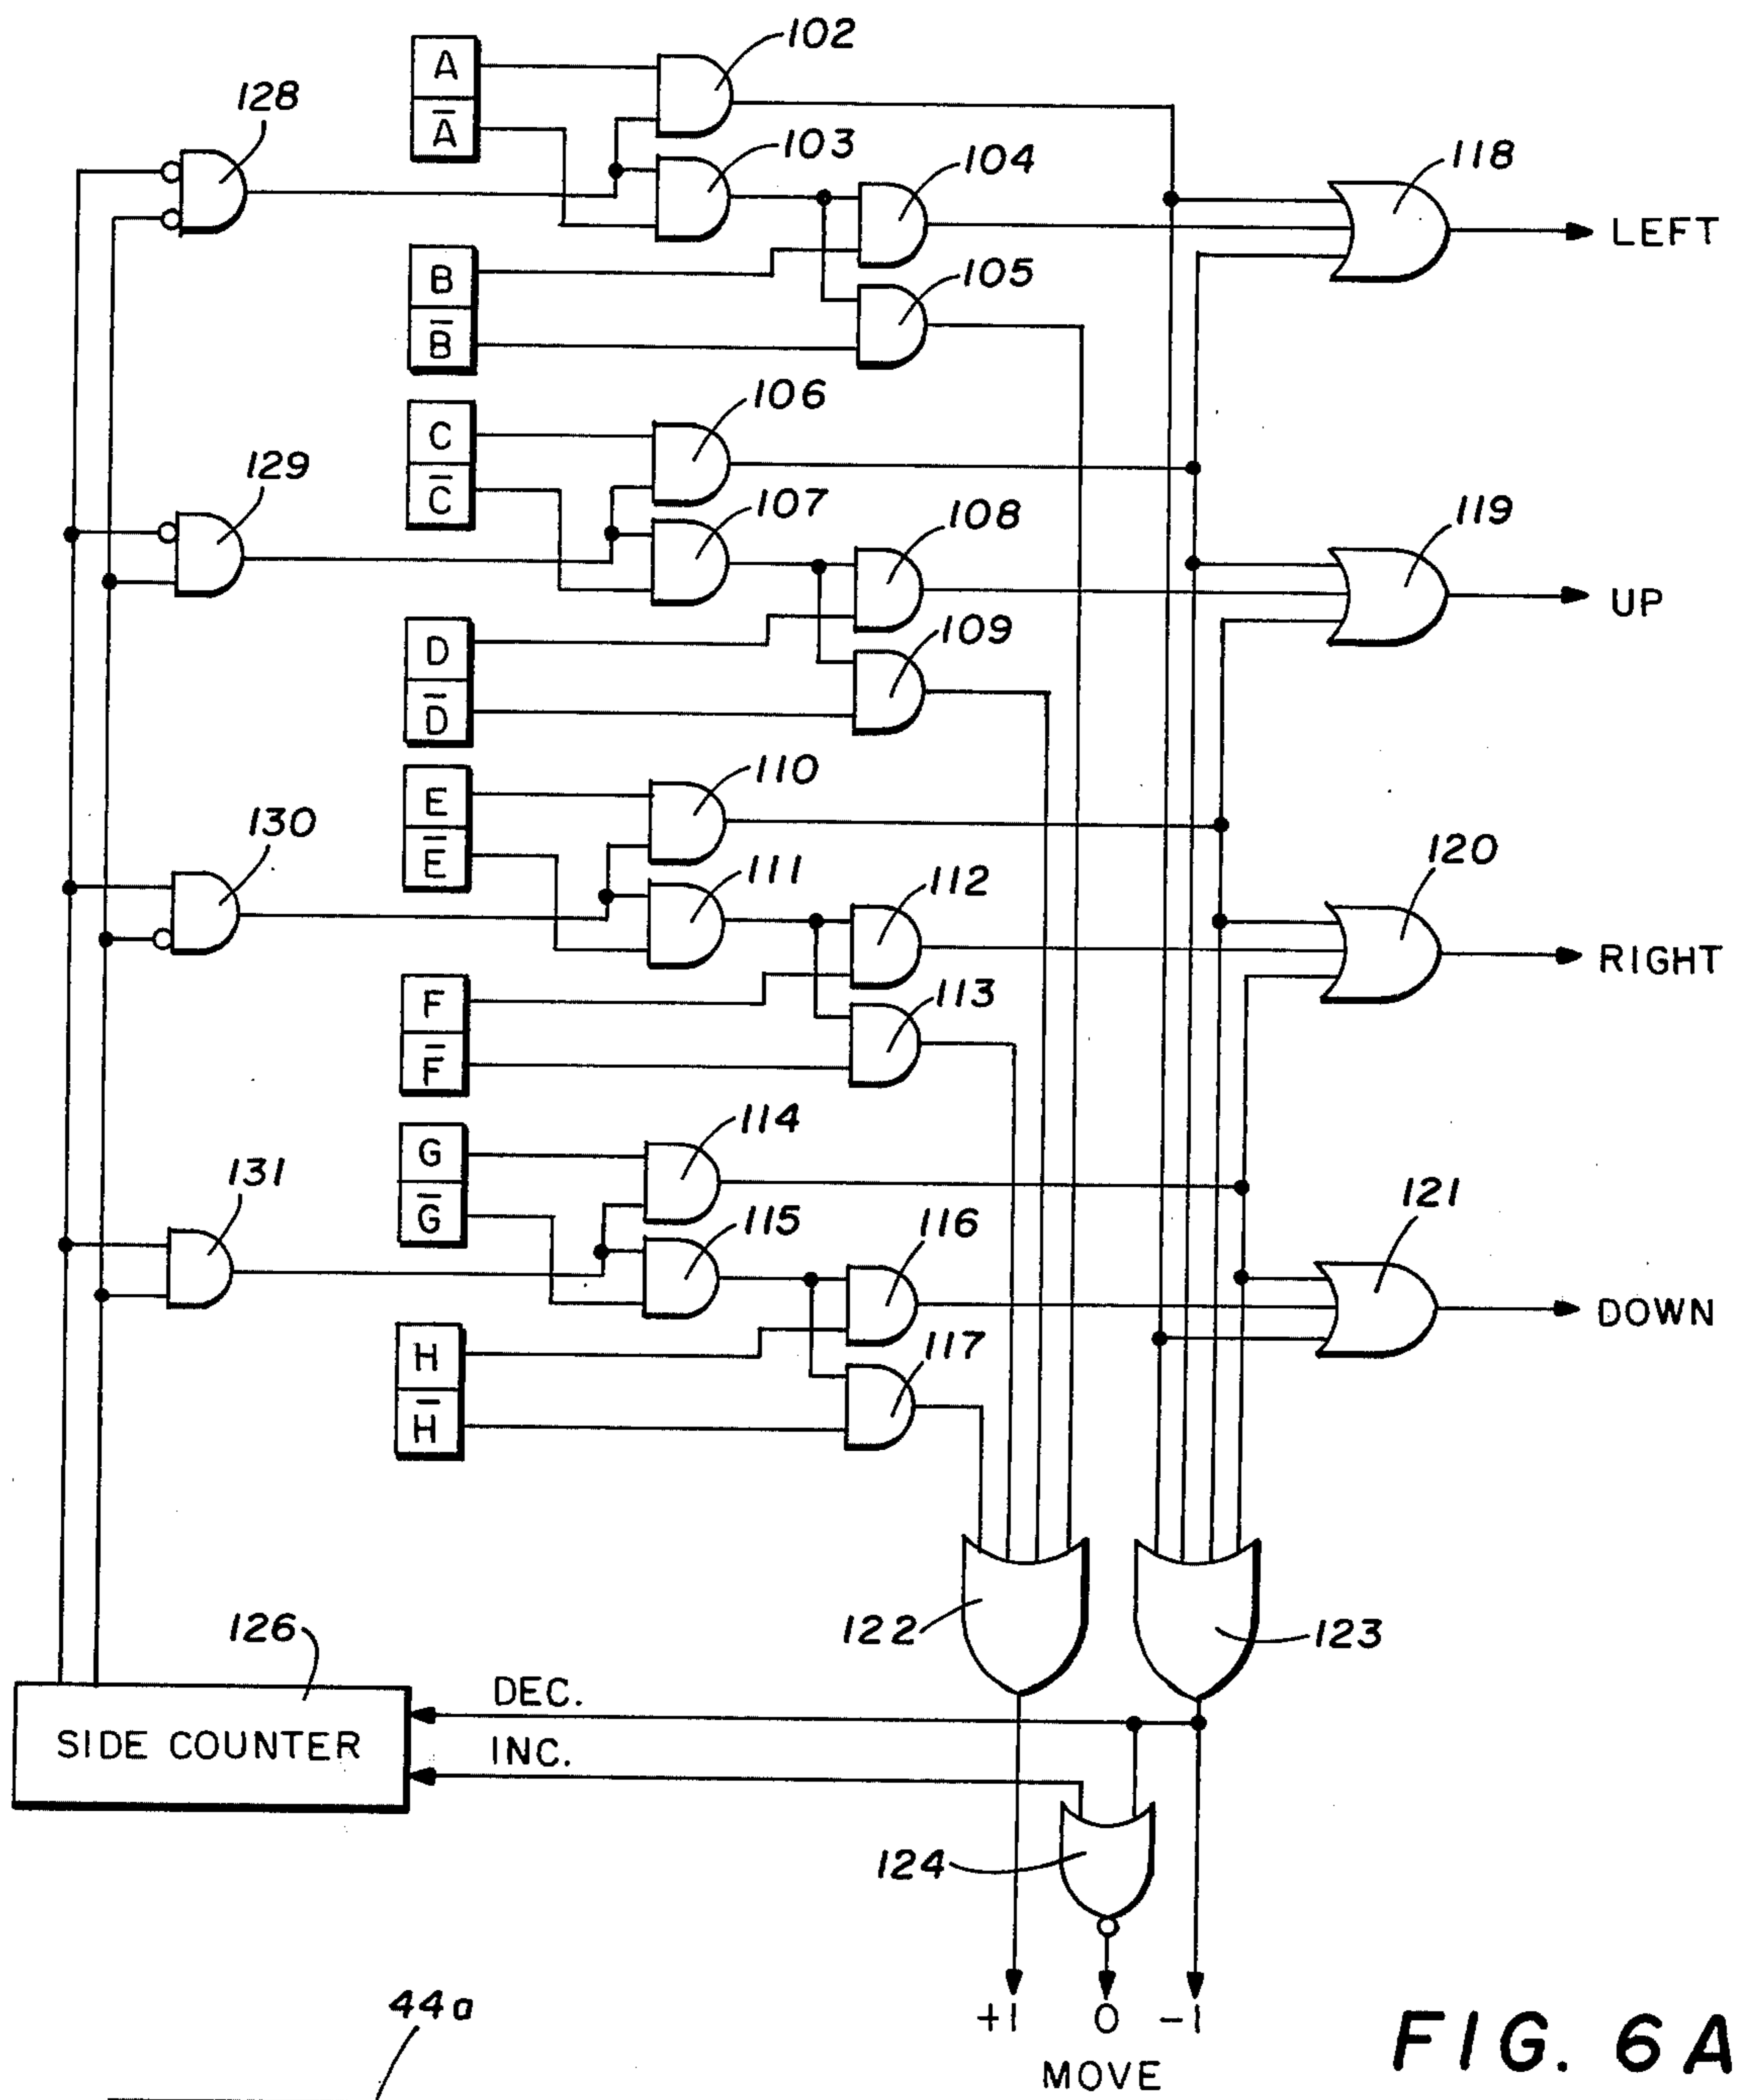 102
A
A̅
128
103
104
118
LEFT
B
B̅
105
106
C
C̅
129
107
108
119
UP
D
D̅
109
110
E
E̅
130
111
112
120
RIGHT
F
F̅
113
114
G
G̅
131
115
116
121
DOWN
H
H̅
117
122
123
126
SIDE COUNTER
DEC.
INC.
124
+1 0 -1
MOVE
44a
FIG. 6A